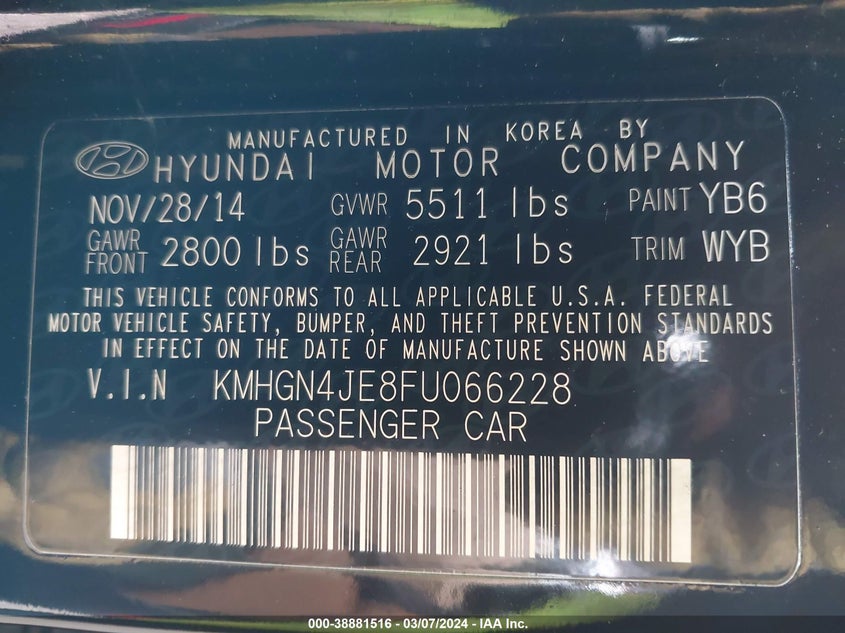 MANUFACTURED IN KOREA BY
HYUNDAI MOTOR COMPANY
NOV/28/14 GVWR 5511 lbs PAINT YB6
GAWR FRONT 2800 lbs GAWR REAR 2921 lbs TRIM WYB
THIS VEHICLE CONFORMS TO ALL APPLICABLE U.S.A. FEDERAL
MOTOR VEHICLE SAFETY, BUMPER, AND THEFT PREVENTION STANDARDS
IN EFFECT ON THE DATE OF MANUFACTURE SHOWN ABOVE
V.I.N KMHGN4JE8FU066228
PASSENGER CAR
000-38881516 - 03/07/2024 - IAA Inc.